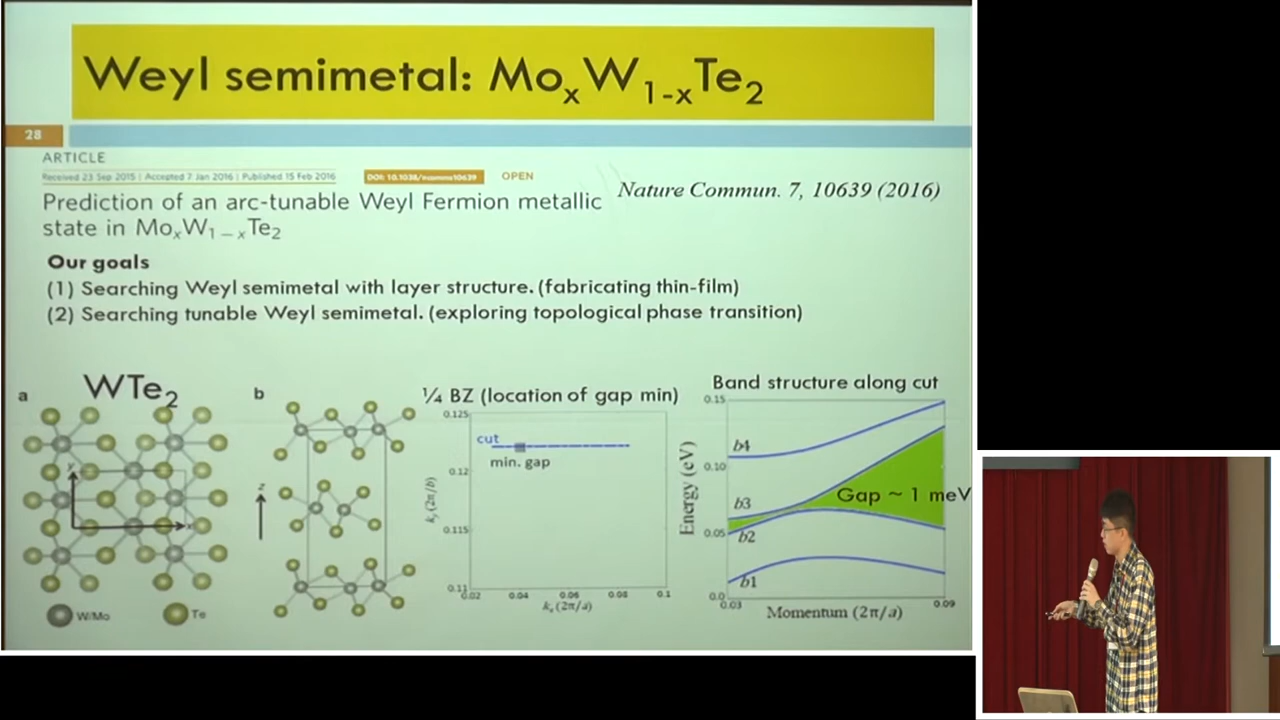 Weyl semimetal: MoxW1-xTe2
28
ARTICLE
Received 23 Sep 2015 | Accepted 7 Jan 2016 | Published 15 Feb 2016
DOI: 10.1038/ncomms10639
OPEN
Nature Commun. 7, 10639 (2016)
Prediction of an arc-tunable Weyl Fermion metallic
state in MoxW1−xTe2
Our goals
(1) Searching Weyl semimetal with layer structure. (fabricating thin-film)
(2) Searching tunable Weyl semimetal. (exploring topological phase transition)
a
WTe2
y
x
W/Mo
Te
b
z
¼ BZ (location of gap min)
0.125
0.12
0.115
0.11
cut
min. gap
0.02 0.04 0.06 0.08 0.1
kx (2π/a)
ky (2π/b)
Band structure along cut
0.15
0.10
0.05
0.0
Energy (eV)
b4
b3
b2
b1
Gap ~ 1 meV
0.03
0.09
Momentum (2π/a)